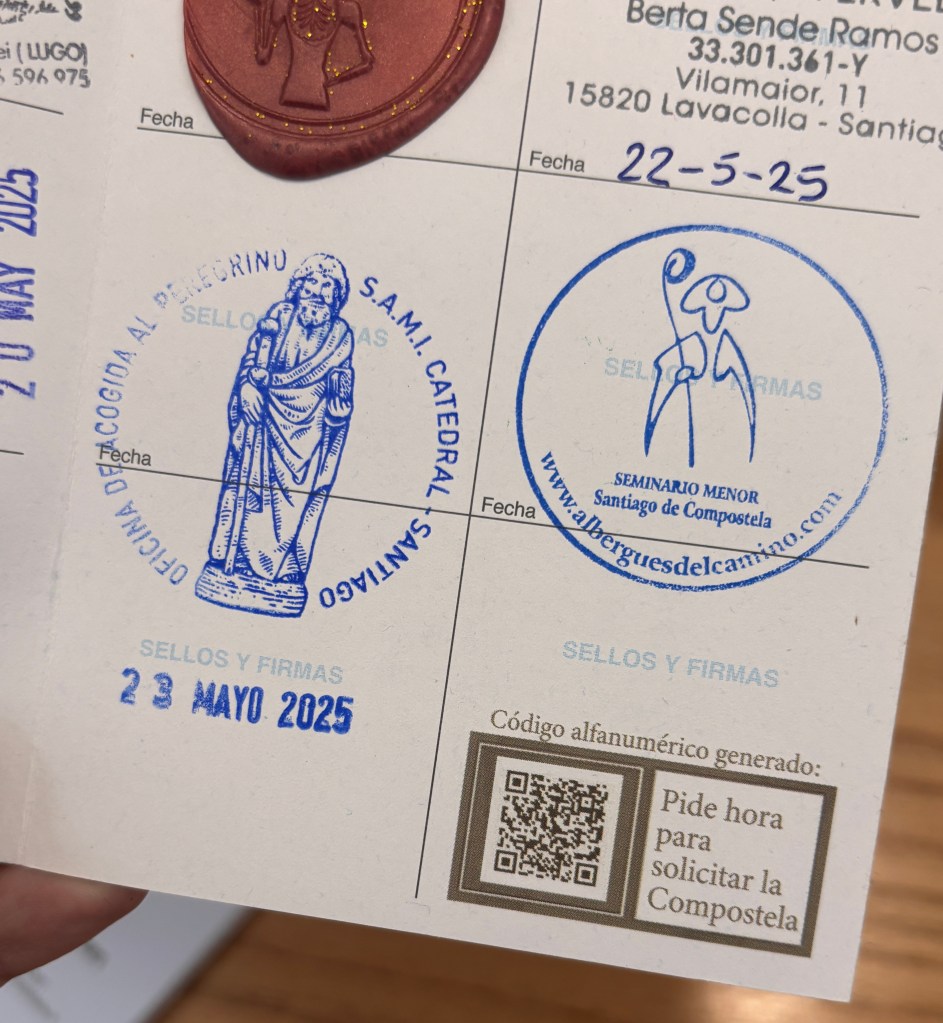 ei (LUGO)
596 975
Berta Sende Ramos
33.301.361-Y
Vilamaior, 11
15820 Lavacolla - Santiag
Fecha
Fecha 22-5-25
20 MAY 2025
OFICINA DE ACOGIDA AL PEREGRINO
S.A.M.I. CATEDRAL - SANTIAGO
SELLOS Y FIRMAS
Fecha
SELLOS Y FIRMAS
SEMINARIO MENOR
Santiago de Compostela
www.alberguesdelcamino.com
Fecha
SELLOS Y FIRMAS
23 MAYO 2025
SELLOS Y FIRMAS
Código alfanumérico generado:
Pide hora
para
solicitar la
Compostela